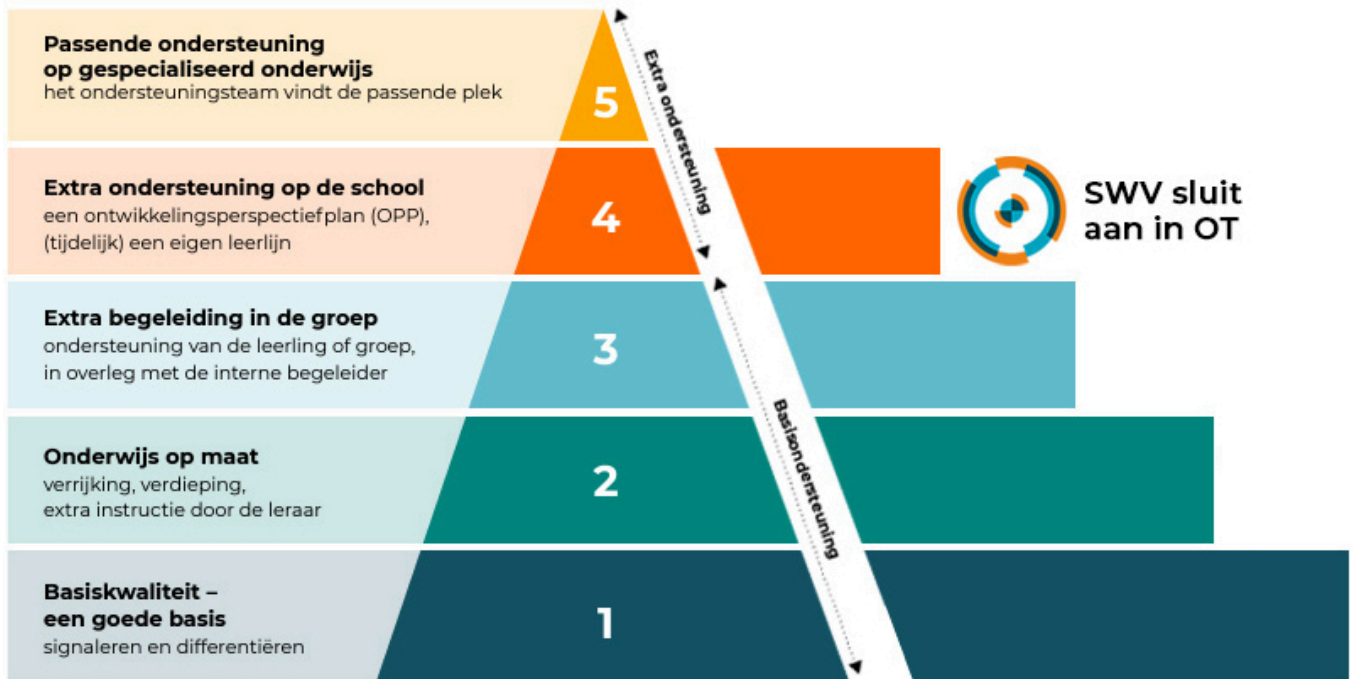 Passende ondersteuning
op gespecialiseerd onderwijs
het ondersteuningsteam vindt de passende plek
5
Extra ondersteuning
Extra ondersteuning op de school
een ontwikkelingsperspectiefplan (OPP),
(tijdelijk) een eigen leerlijn
4
SWV sluit
aan in OT
Extra begeleiding in de groep
ondersteuning van de leerling of groep,
in overleg met de interne begeleider
3
Basisondersteuning
Onderwijs op maat
verrijking, verdieping,
extra instructie door de leraar
2
Basiskwaliteit –
een goede basis
signaleren en differentiëren
1